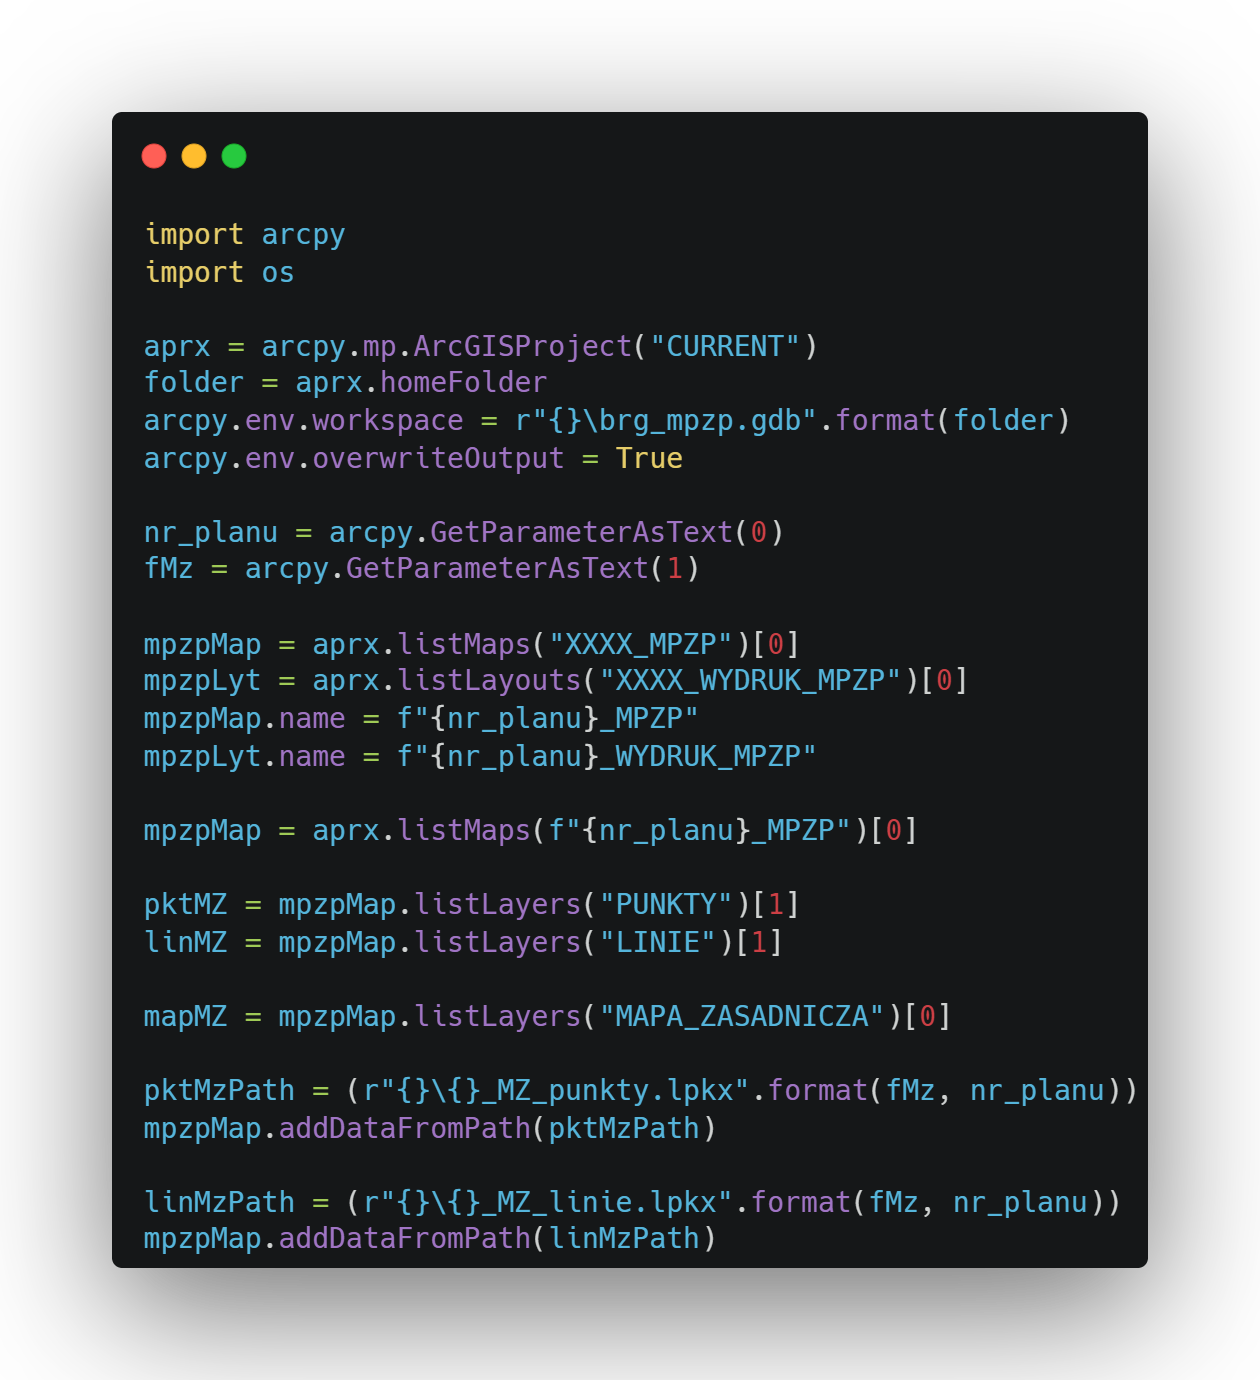 import arcpy
import os
aprx = arcpy.mp.ArcGISProject("CURRENT")
folder = aprx.homeFolder
arcpy.env.workspace = r"{}\brg_mpzp.gdb".format(folder)
arcpy.env.overwriteOutput = True
nr_planu = arcpy.GetParameterAsText(0)
fMz = arcpy.GetParameterAsText(1)
mpzpMap = aprx.listMaps("XXXX_MPZP")[0]
mpzpLyt = aprx.listLayouts("XXXX_WYDRUK_MPZP")[0]
mpzpMap.name = f"{nr_planu}_MPZP"
mpzpLyt.name = f"{nr_planu}_WYDRUK_MPZP"
mpzpMap = aprx.listMaps(f"{nr_planu}_MPZP")[0]
pktMZ = mpzpMap.listLayers("PUNKTY")[1]
linMZ = mpzpMap.listLayers("LINIE")[1]
mapMZ = mpzpMap.listLayers("MAPA_ZASADNICZA")[0]
pktMzPath = (r"{}\{}_MZ_punkty.lpkx".format(fMz, nr_planu))
mpzpMap.addDataFromPath(pktMzPath)
linMzPath = (r"{}\{}_MZ_linie.lpkx".format(fMz, nr_planu))
mpzpMap.addDataFromPath(linMzPath)